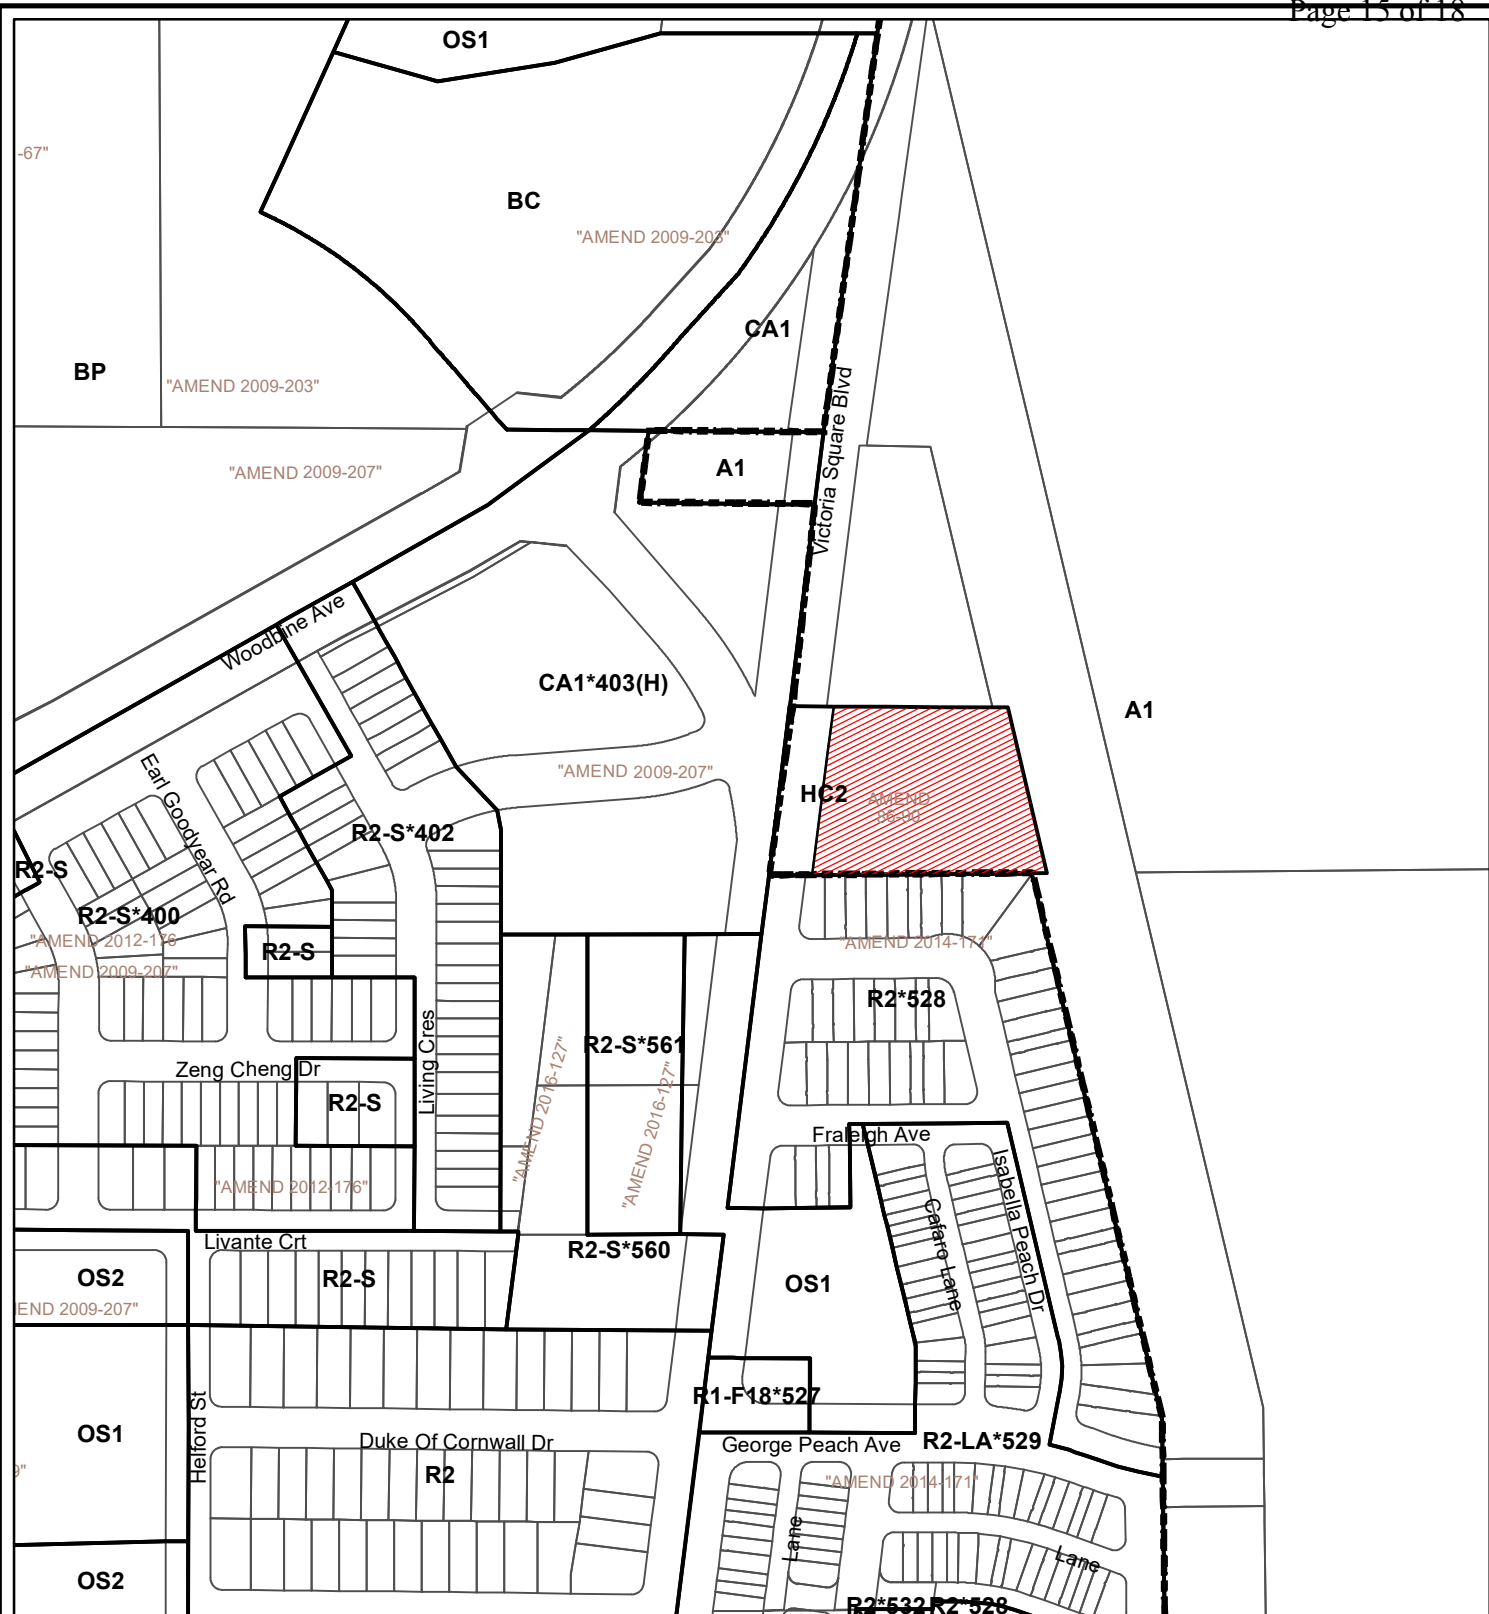 Page 15 of 18
OS1
-67"
BC
"AMEND 2009-203"
CA1
BP
"AMEND 2009-203"
Victoria Square Blvd
"AMEND 2009-207"
A1
Woodbine Ave
CA1*403(H)
A1
"AMEND 2009-207"
HC2
AMEND
86-90
Earl Goodyear Rd
R2-S*402
R2-S
R2-S*400
"AMEND 2012-176
R2-S
"AMEND 2009-207"
"AMEND 2014-171"
R2*528
Living Cres
R2-S*561
"AMEND 2016-127"
"AMEND 2016-127"
Zeng Cheng Dr
R2-S
Fraleigh Ave
Isabella Peach Dr
Cafaro Lane
"AMEND 2012-176"
Livante Crt
R2-S*560
OS2
R2-S
OS1
END 2009-207"
R1-F18*527
Helford St
OS1
Duke Of Cornwall Dr
George Peach Ave
R2-LA*529
9"
R2
"AMEND 2014-171"
Lane
Lane
OS2
R2*532
R2*528